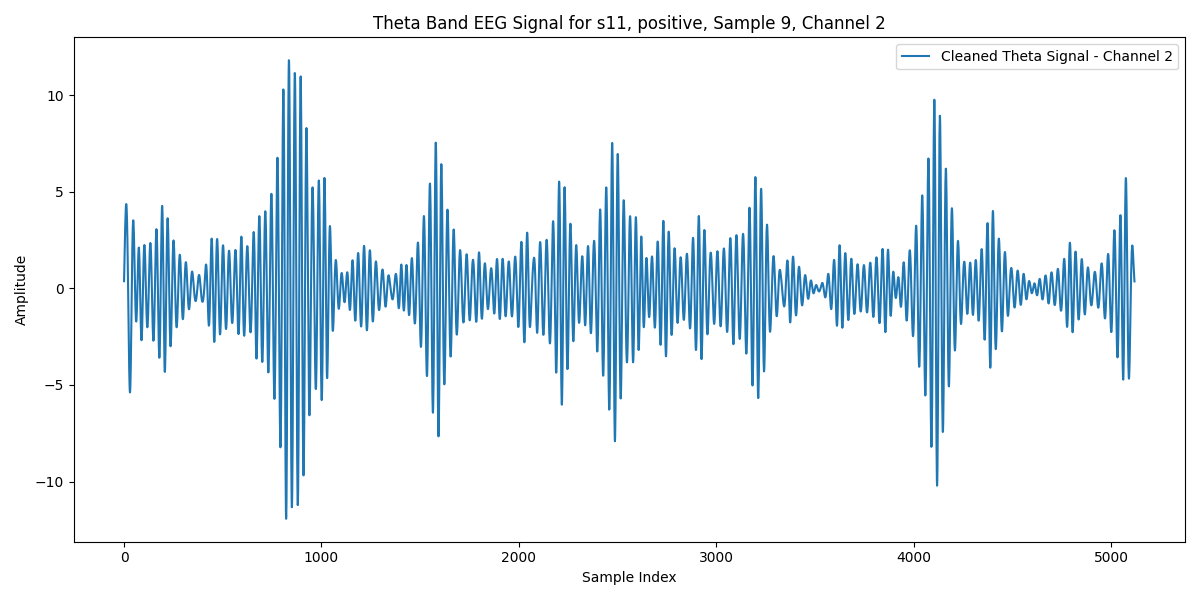 Theta Band EEG Signal for s11, positive, Sample 9, Channel 2
Cleaned Theta Signal - Channel 2
Amplitude
10
5
0
−5
−10
0 1000 2000 3000 4000 5000
Sample Index